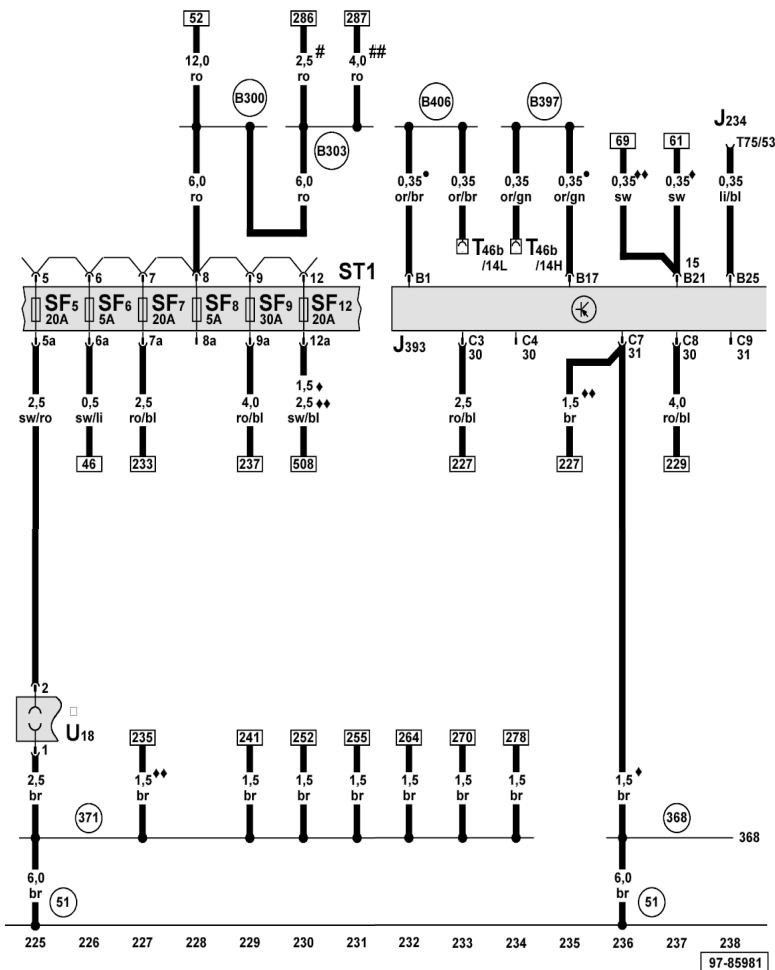 52 286 287
12,0 2,5 # 4,0 ##
ro ro ro
B300 B303 B406 B397
J234
T75/53
69 61
6,0 6,0 0,35 • 0,35 0,35 0,35 • 0,35 ♦♦ 0,35 ♦ 0,35
ro ro or/br or/br or/gn or/gn sw sw li/bl
T46b T46b
/14L /14H
15
5 6 7 8 9 12 ST1 B1 B17 B21 B25
SF5 SF6 SF7 SF8 SF9 SF12
20A 5A 20A 5A 30A 20A
5a 6a 7a 8a 9a 12a J393 C3 C4 C7 C8 C9
30 30 31 30 31
1,5 ♦
2,5 0,5 2,5 4,0 2,5 ♦♦ 2,5 1,5 ♦♦ 4,0
sw/ro sw/li ro/bl ro/bl sw/bl ro/bl br ro/bl
46 233 237 508 227 227 229
2
U18
1
235 241 252 255 264 270 278
2,5 1,5 ♦♦ 1,5 1,5 1,5 1,5 1,5 1,5 1,5 ♦
br br br br br br br br br
371 368 368
6,0 6,0
br br
51 51
225 226 227 228 229 230 231 232 233 234 235 236 237 238
97-85981